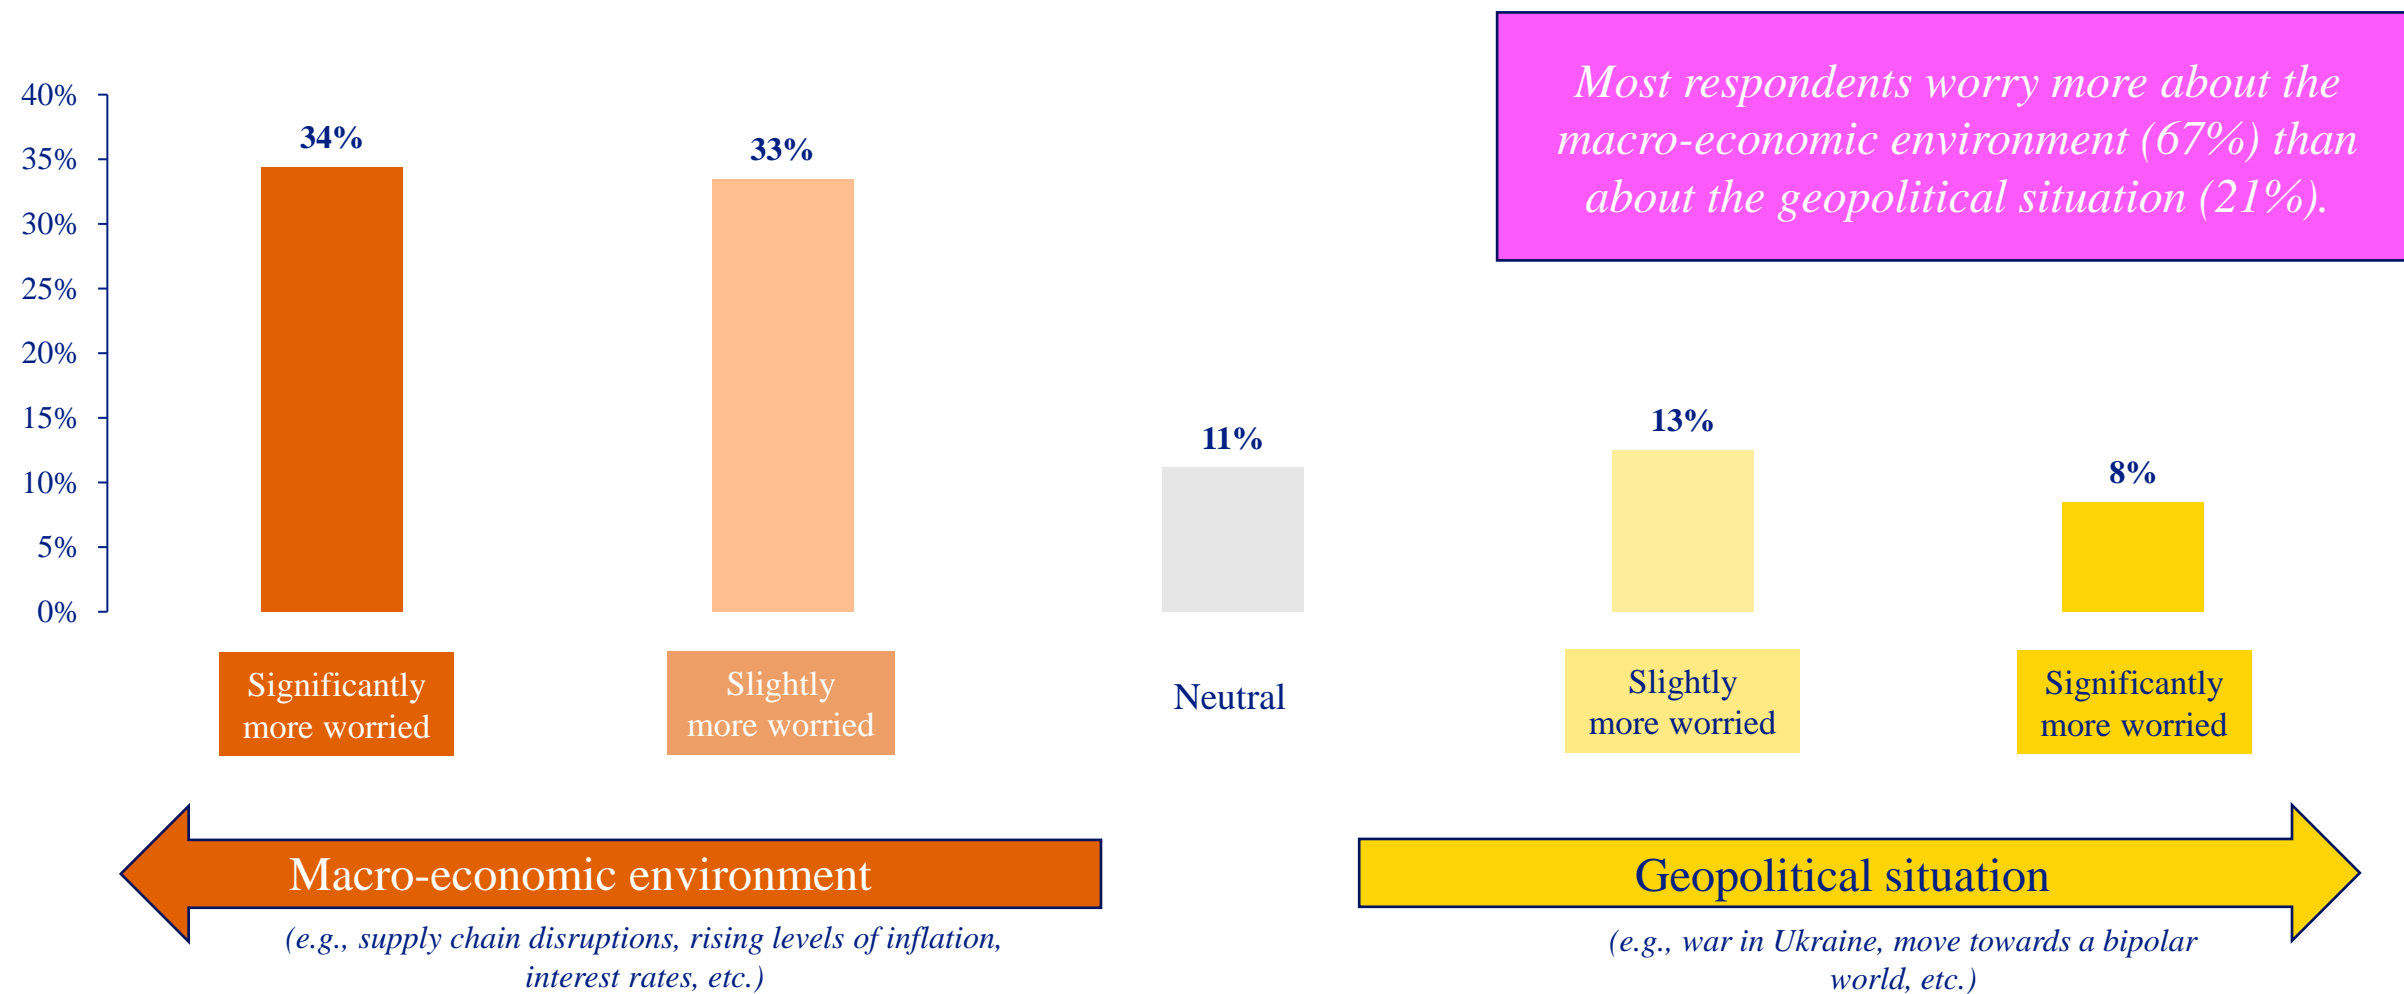 Most respondents worry more about the
macro-economic environment (67%) than
about the geopolitical situation (21%).
40%
35%
30%
25%
20%
15%
10%
5%
0%
34%
33%
11%
13%
8%
Significantly
more worried
Slightly
more worried
Neutral
Slightly
more worried
Significantly
more worried
Macro-economic environment
(e.g., supply chain disruptions, rising levels of inflation,
interest rates, etc.)
Geopolitical situation
(e.g., war in Ukraine, move towards a bipolar
world, etc.)